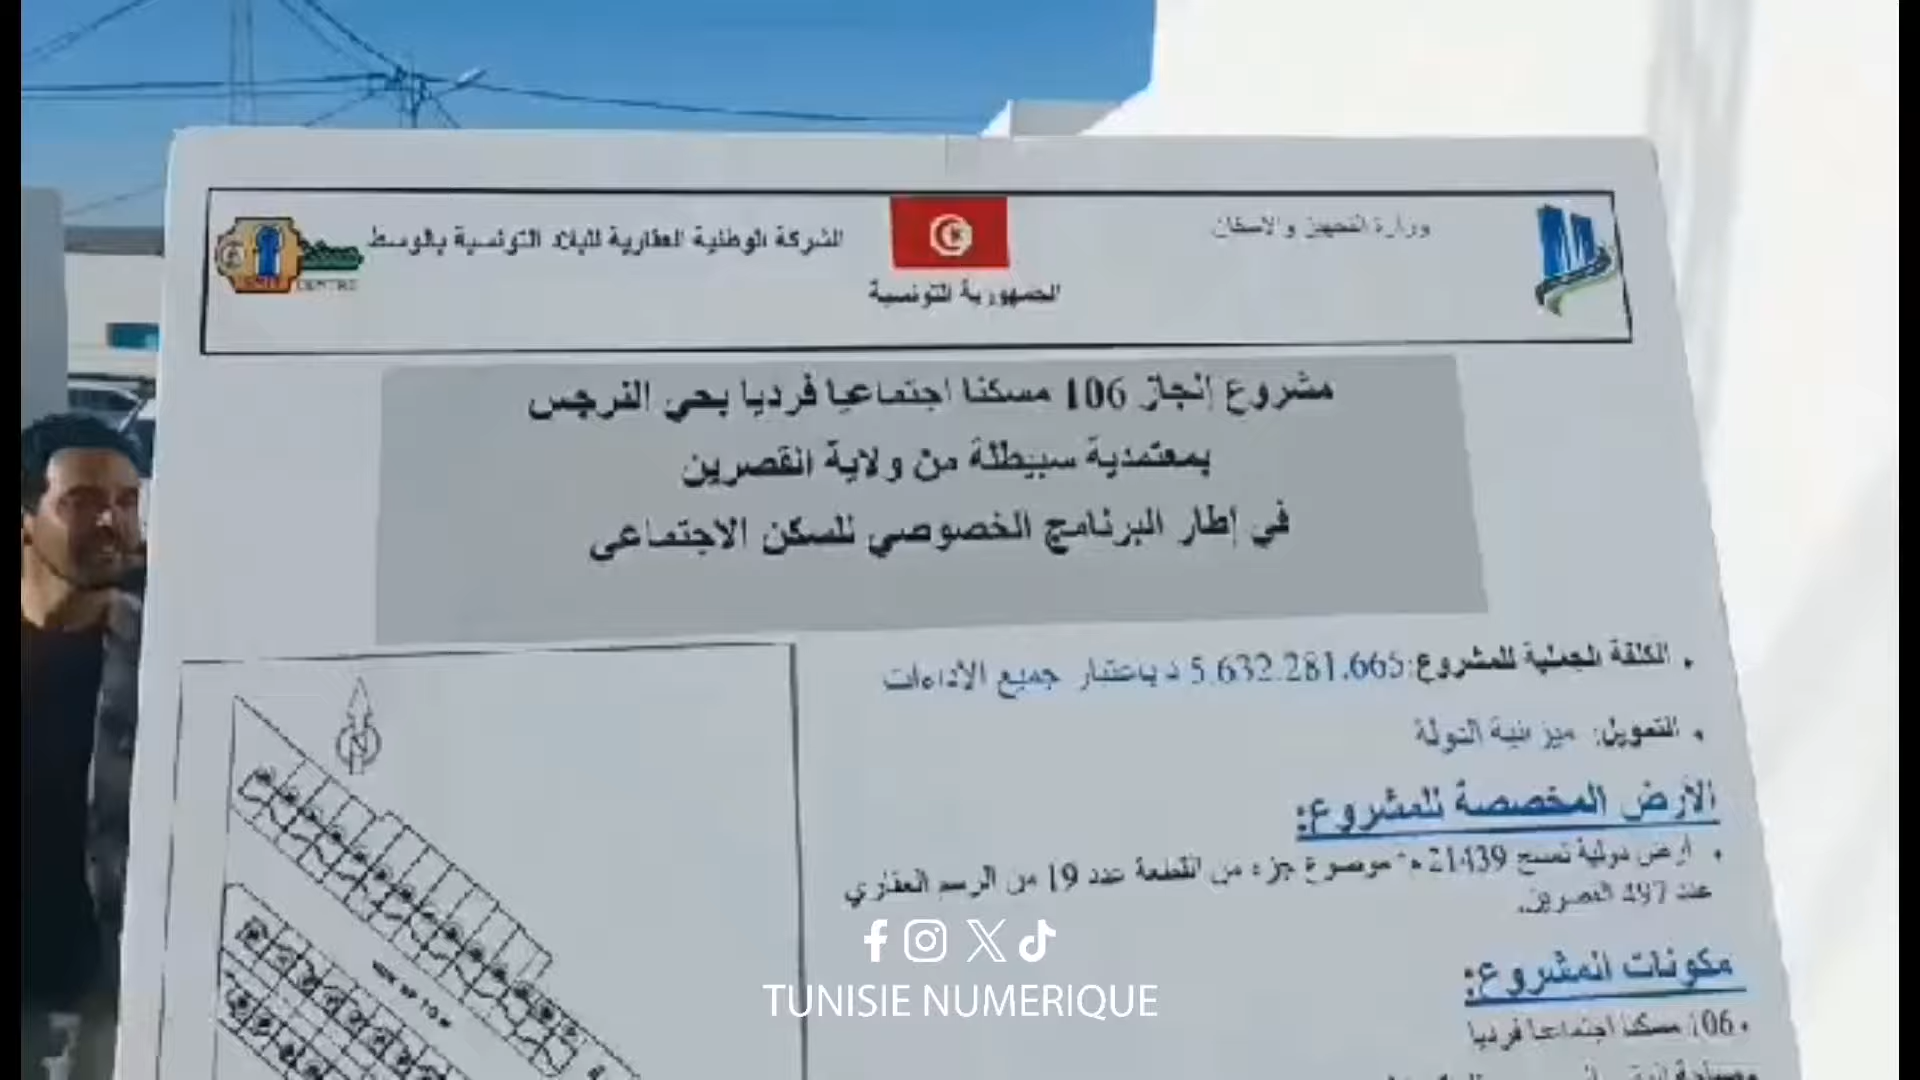 وزارة التجهيز والاسكان
الشركة الوطنية العقارية للبلاد التونسية بالوسط
CENTRE
الجمهورية التونسية
مشروع إنجاز 106 مسكنا اجتماعيا فرديا بحي النرجس
بمعتمدية سبيطلة من ولاية القصرين
في إطار البرنامج الخصوصي للسكن الاجتماعي
• الكلفة الجملية للمشروع: 5.632.281.665 د باعتبار جميع الأداءات
• التمويل: ميزانية الدولة
الأرض المخصصة للمشروع:
• أرض دولية تمسح 21439 م² موضوع جزء من القطعة عدد 19 من الرسم العقاري
عدد 497 القصرين.
مكونات المشروع:
• 106 مسكنا اجتماعيا فرديا
TUNISIE NUMERIQUE